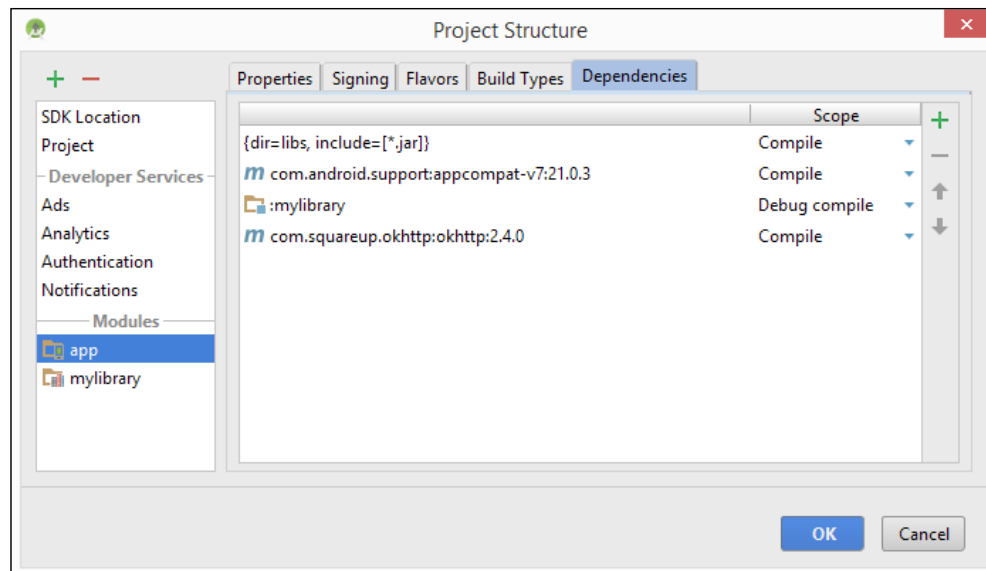 Project Structure
Properties Signing Flavors Build Types Dependencies
SDK Location
Project
Developer Services
Ads
Analytics
Authentication
Notifications
Modules
app
mylibrary
Scope
{dir=libs, include=[*.jar]} Compile
m com.android.support:appcompat-v7:21.0.3 Compile
:mylibrary Debug compile
m com.squareup.okhttp:okhttp:2.4.0 Compile
OK Cancel